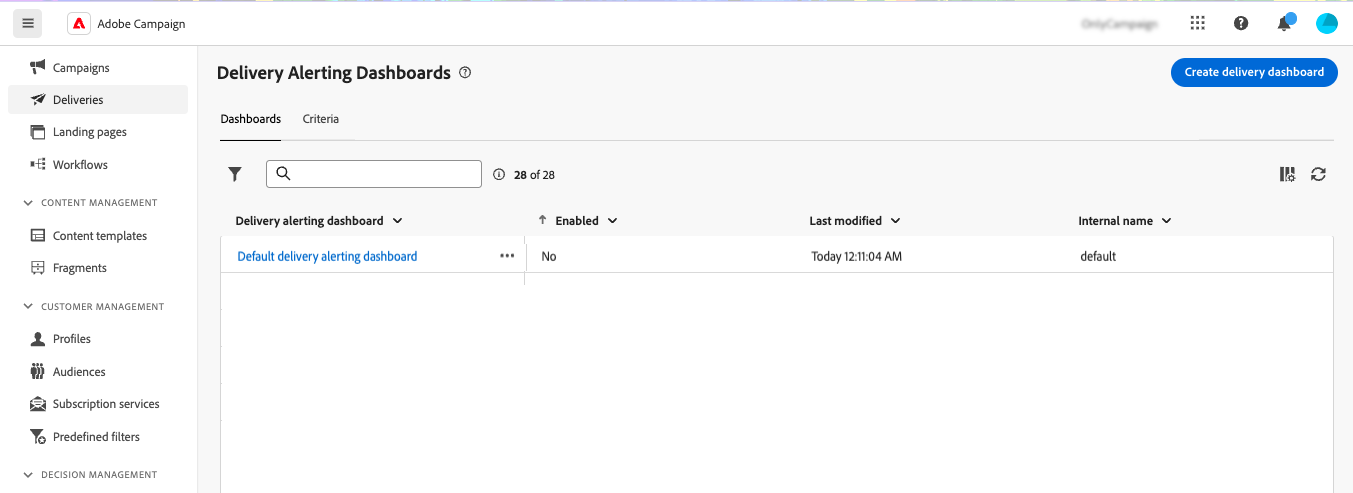 Adobe Campaign
Campaigns
Deliveries
Landing pages
Workflows
CONTENT MANAGEMENT
Content templates
Fragments
CUSTOMER MANAGEMENT
Profiles
Audiences
Subscription services
Predefined filters
DECISION MANAGEMENT
Delivery Alerting Dashboards
Create delivery dashboard
Dashboards Criteria
28 of 28
Delivery alerting dashboard Enabled Last modified Internal name
Default delivery alerting dashboard ••• No Today 12:11:04 AM default